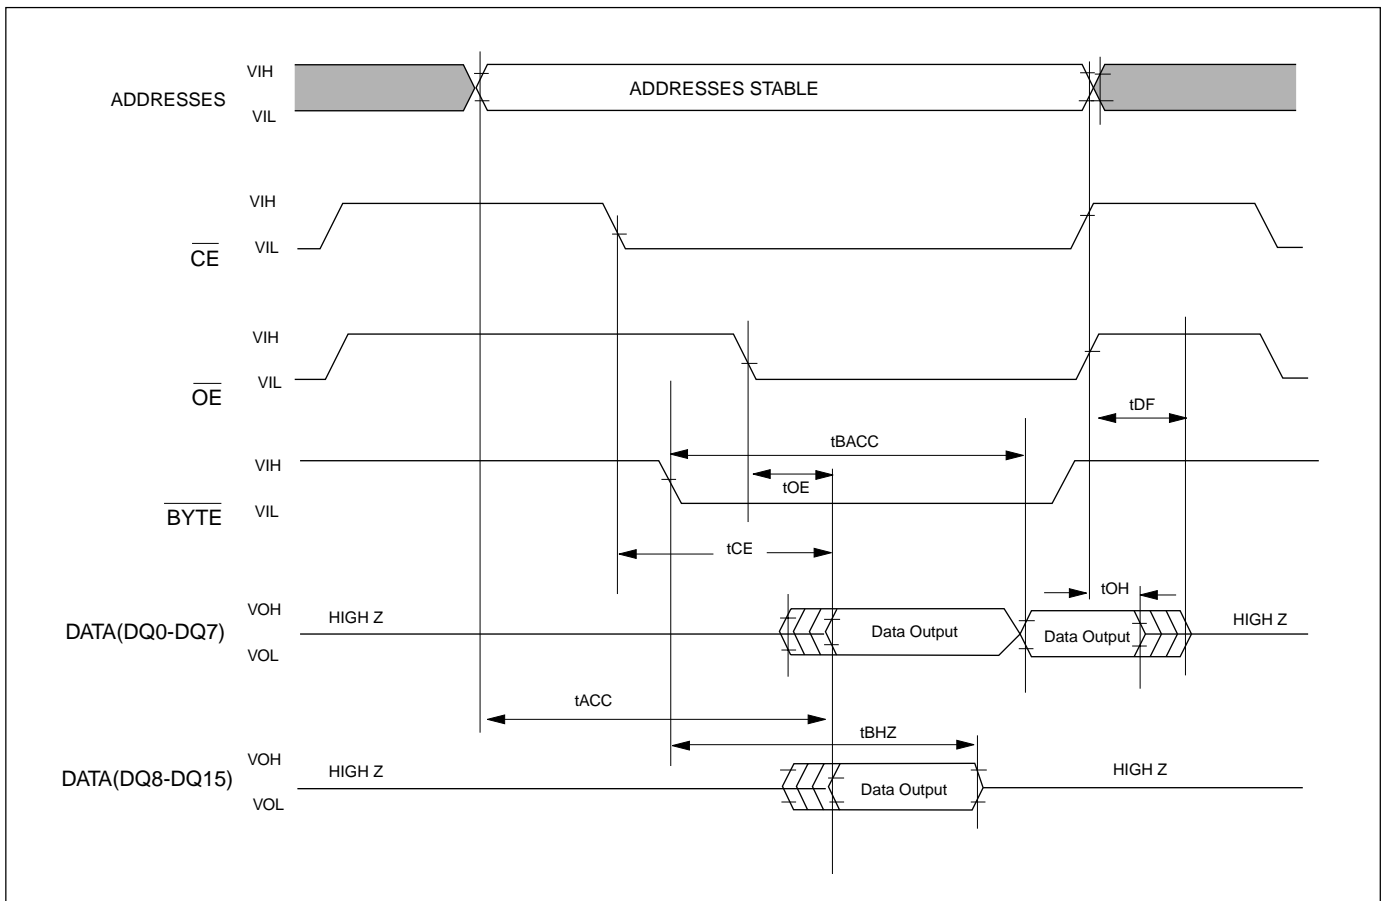 VIH
ADDRESSES
ADDRESSES STABLE
VIL
VIH
CE
VIL
VIH
OE
VIL
tDF
tBACC
VIH
tOE
BYTE
VIL
tCE
tOH
VOH
HIGH Z
DATA(DQ0-DQ7)
Data Output
Data Output
HIGH Z
VOL
tACC
tBHZ
VOH
HIGH Z
HIGH Z
DATA(DQ8-DQ15)
Data Output
VOL